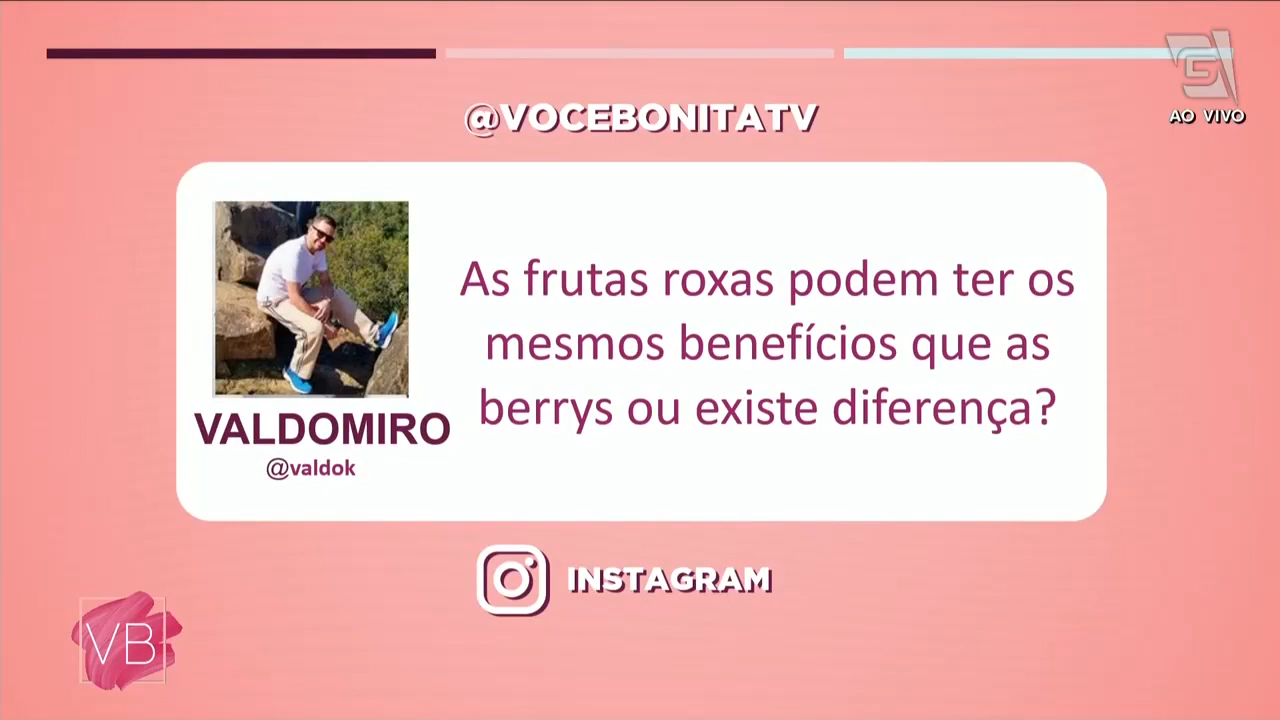 @VOCEBONITATV
AO VIVO
As frutas roxas podem ter os
mesmos benefícios que as
berrys ou existe diferença?
VALDOMIRO
@valdok
INSTAGRAM
VB